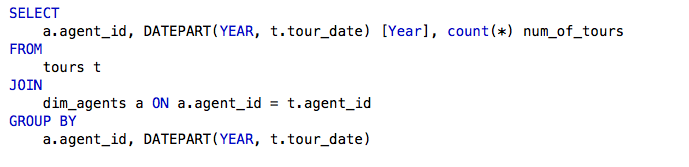 SELECT
    a.agent_id, DATEPART(YEAR, t.tour_date) [Year], count(*) num_of_tours
FROM
    tours t
JOIN
    dim_agents a ON a.agent_id = t.agent_id
GROUP BY
    a.agent_id, DATEPART(YEAR, t.tour_date)